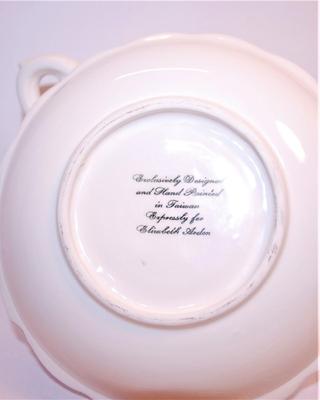 Exclusively Designed
and Hand Painted
in Taiwan
Expressly for
Elizabeth Arden